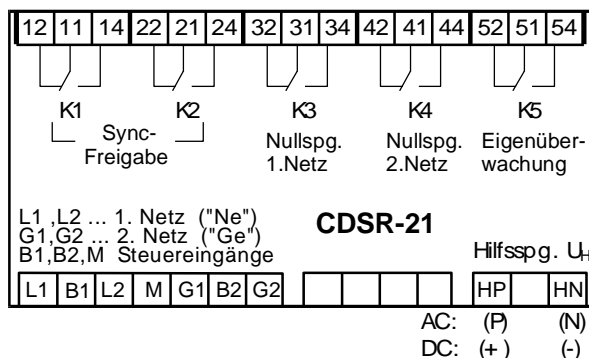 12 11 14 22 21 24 32 31 34 42 41 44 52 51 54
K1 K2 K3 K4 K5
Sync-
Freigabe
Nullspg.
1.Netz
Nullspg.
2.Netz
Eigenüber-
wachung
L1 ,L2 ... 1. Netz ("Ne")
G1,G2 ... 2. Netz ("Ge")
B1,B2,M Steuereingänge
CDSR-21
Hilfsspg. UH
L1 B1 L2 M G1 B2 G2 HP HN
AC: (P) (N)
DC: (+) (-)